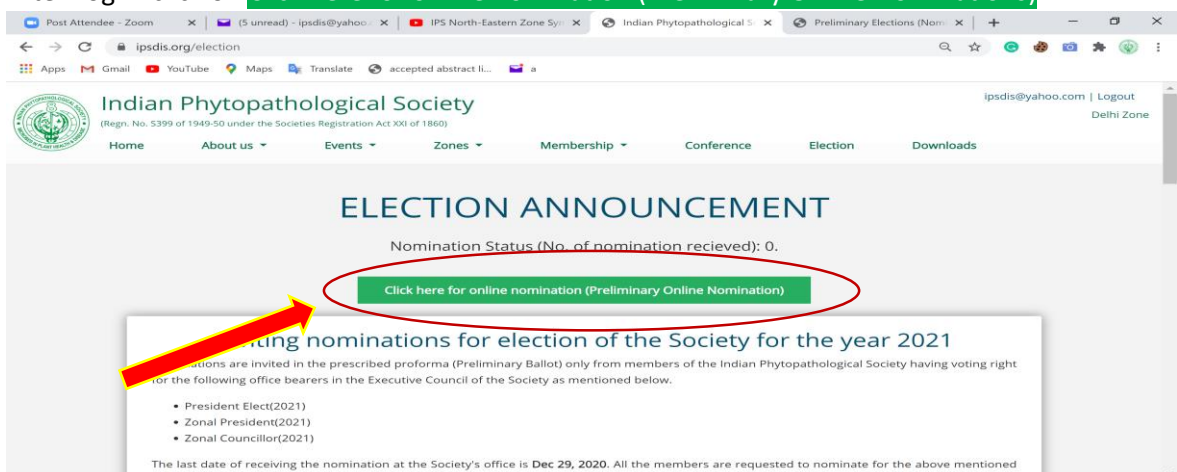 Post Attendee - Zoom
(5 unread) - ipsdis@yahoo.
IPS North-Eastern Zone Sy
Indian Phytopathological S
Preliminary Elections (Nom
ipsdis.org/election
Apps
Gmail
YouTube
Maps
Translate
accepted abstract li...
a
Indian Phytopathological Society
(Regn. No. S399 of 1949-50 under the Societies Registration Act XXI of 1860)
ipsdis@yahoo.com | Logout
Delhi Zone
Home About us Events Zones Membership Conference Election Downloads
ELECTION ANNOUNCEMENT
Nomination Status (No. of nomination recieved): 0.
Click here for online nomination (Preliminary Online Nomination)
nominations for election of the Society for the year 2021
are invited in the prescribed proforma (Preliminary Ballot) only from members of the Indian Phytopathological Society having voting right
for the following office bearers in the Executive Council of the Society as mentioned below.
• President Elect(2021)
• Zonal President(2021)
• Zonal Councillor(2021)
The last date of receiving the nomination at the Society's office is Dec 29, 2020. All the members are requested to nominate for the above mentioned